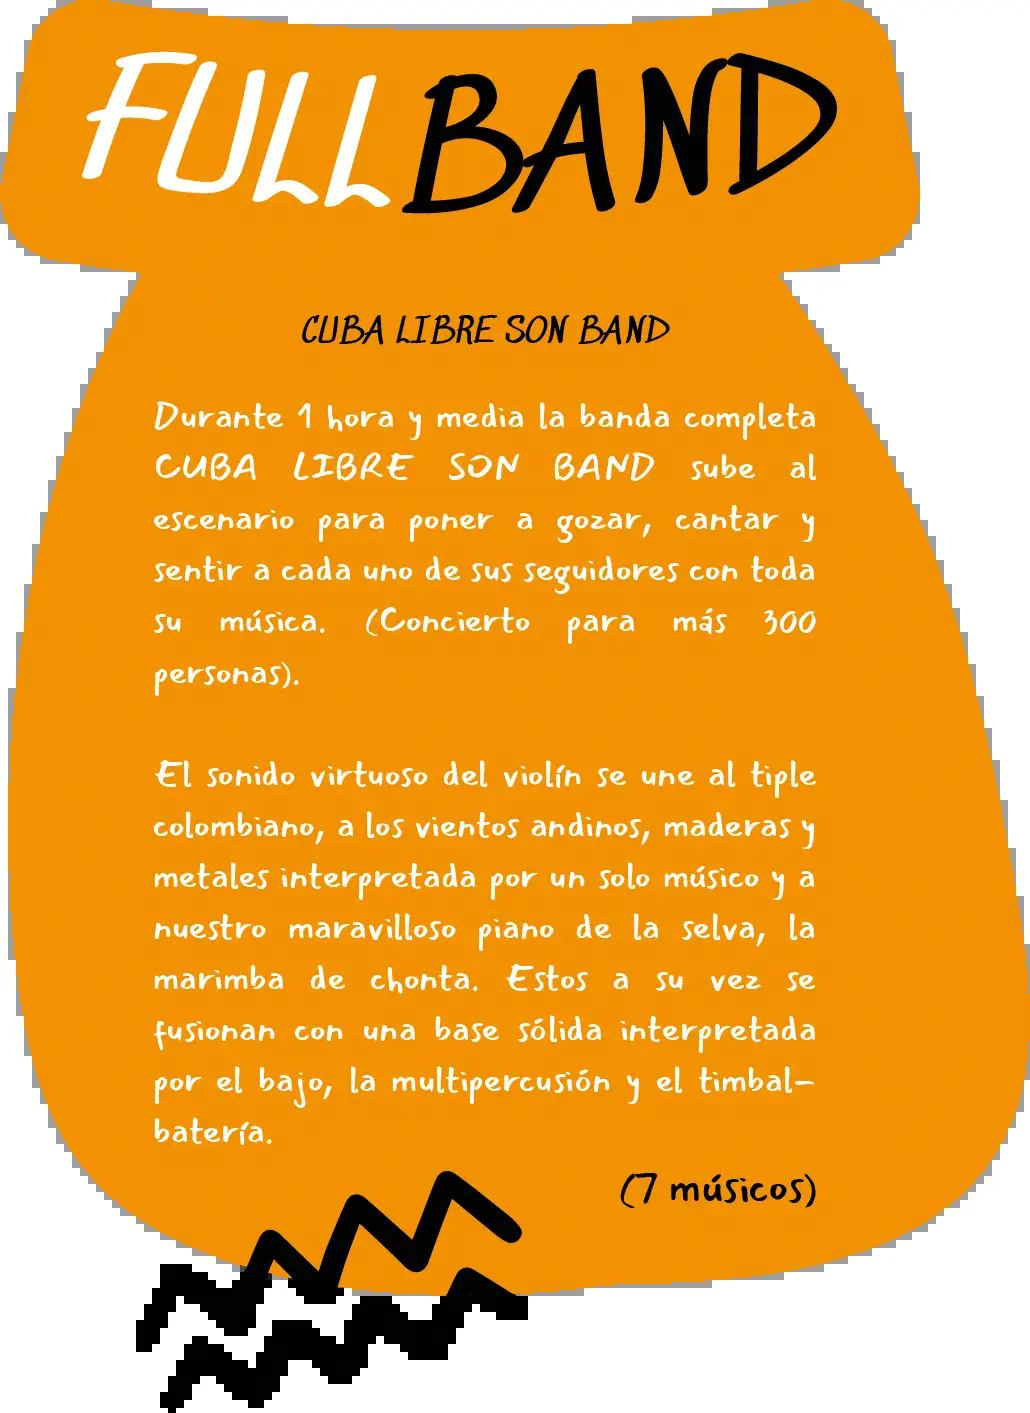 FULL BAND
CUBA LIBRE SON BAND
Durante 1 hora y media la banda completa
CUBA LIBRE SON BAND sube al
escenario para poner a gozar, cantar y
sentir a cada uno de sus seguidores con toda
su música. (Concierto para más 300
personas).
El sonido virtuoso del violín se une al tiple
colombiano, a los vientos andinos, maderas y
metales interpretada por un solo músico y a
nuestro maravilloso piano de la selva, la
marimba de chonta. Estos a su vez se
fusionan con una base sólida interpretada
por el bajo, la multipercusión y el timbal-
batería.
(7 músicos)